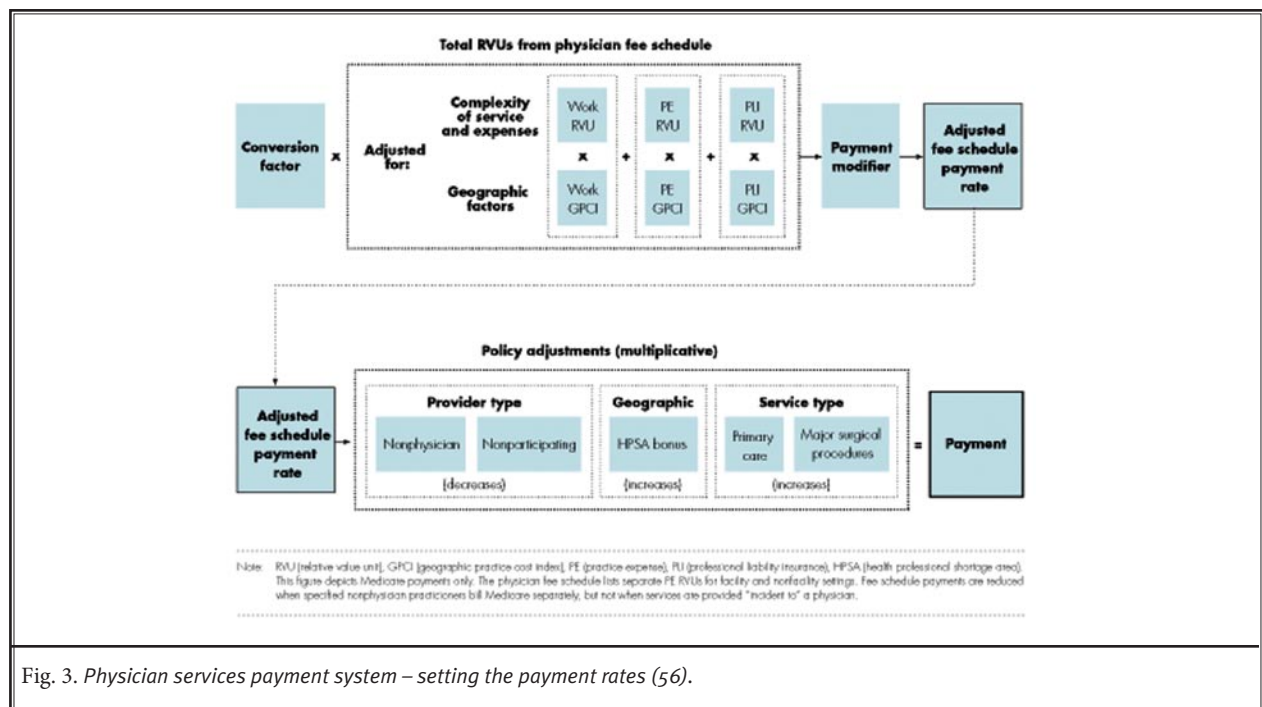 Total RVUs from physician fee schedule
Conversion
factor
x
Adjusted
for:
Complexity
of service
and expenses
Geographic
factors
Work
RVU
x
Work
GPCI
+
PE
RVU
x
PE
GPCI
+
PLI
RVU
x
PLI
GPCI
Payment
modifier
Adjusted
fee schedule
payment
rate
Policy adjustments (multiplicative)
Adjusted
fee schedule
payment
rate
Provider type
Nonphysician
Nonparticipating
(decreases)
Geographic
HPSA bonus
(increases)
Service type
Primary
care
Major surgical
procedures
(increases)
=
Payment
Note: RVU (relative value unit), GPCI (geographic practice cost index), PE (practice expense), PLI (professional liability insurance), HPSA (health professional shortage area).
This figure depicts Medicare payments only. The physician fee schedule lists separate PE RVUs for facility and nonfacility settings. Fee schedule payments are reduced
when specified nonphysician practitioners bill Medicare separately, but not when services are provided "incident to" a physician.
Fig. 3. Physician services payment system – setting the payment rates (56).